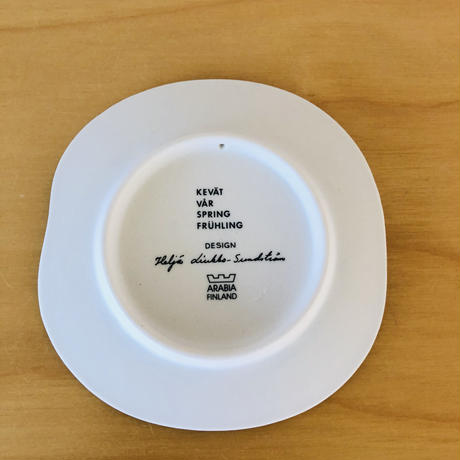 KEVÄT
VÅR
SPRING
FRÜHLING
DESIGN
Heljä Liukko-Sundström
ARABIA
FINLAND